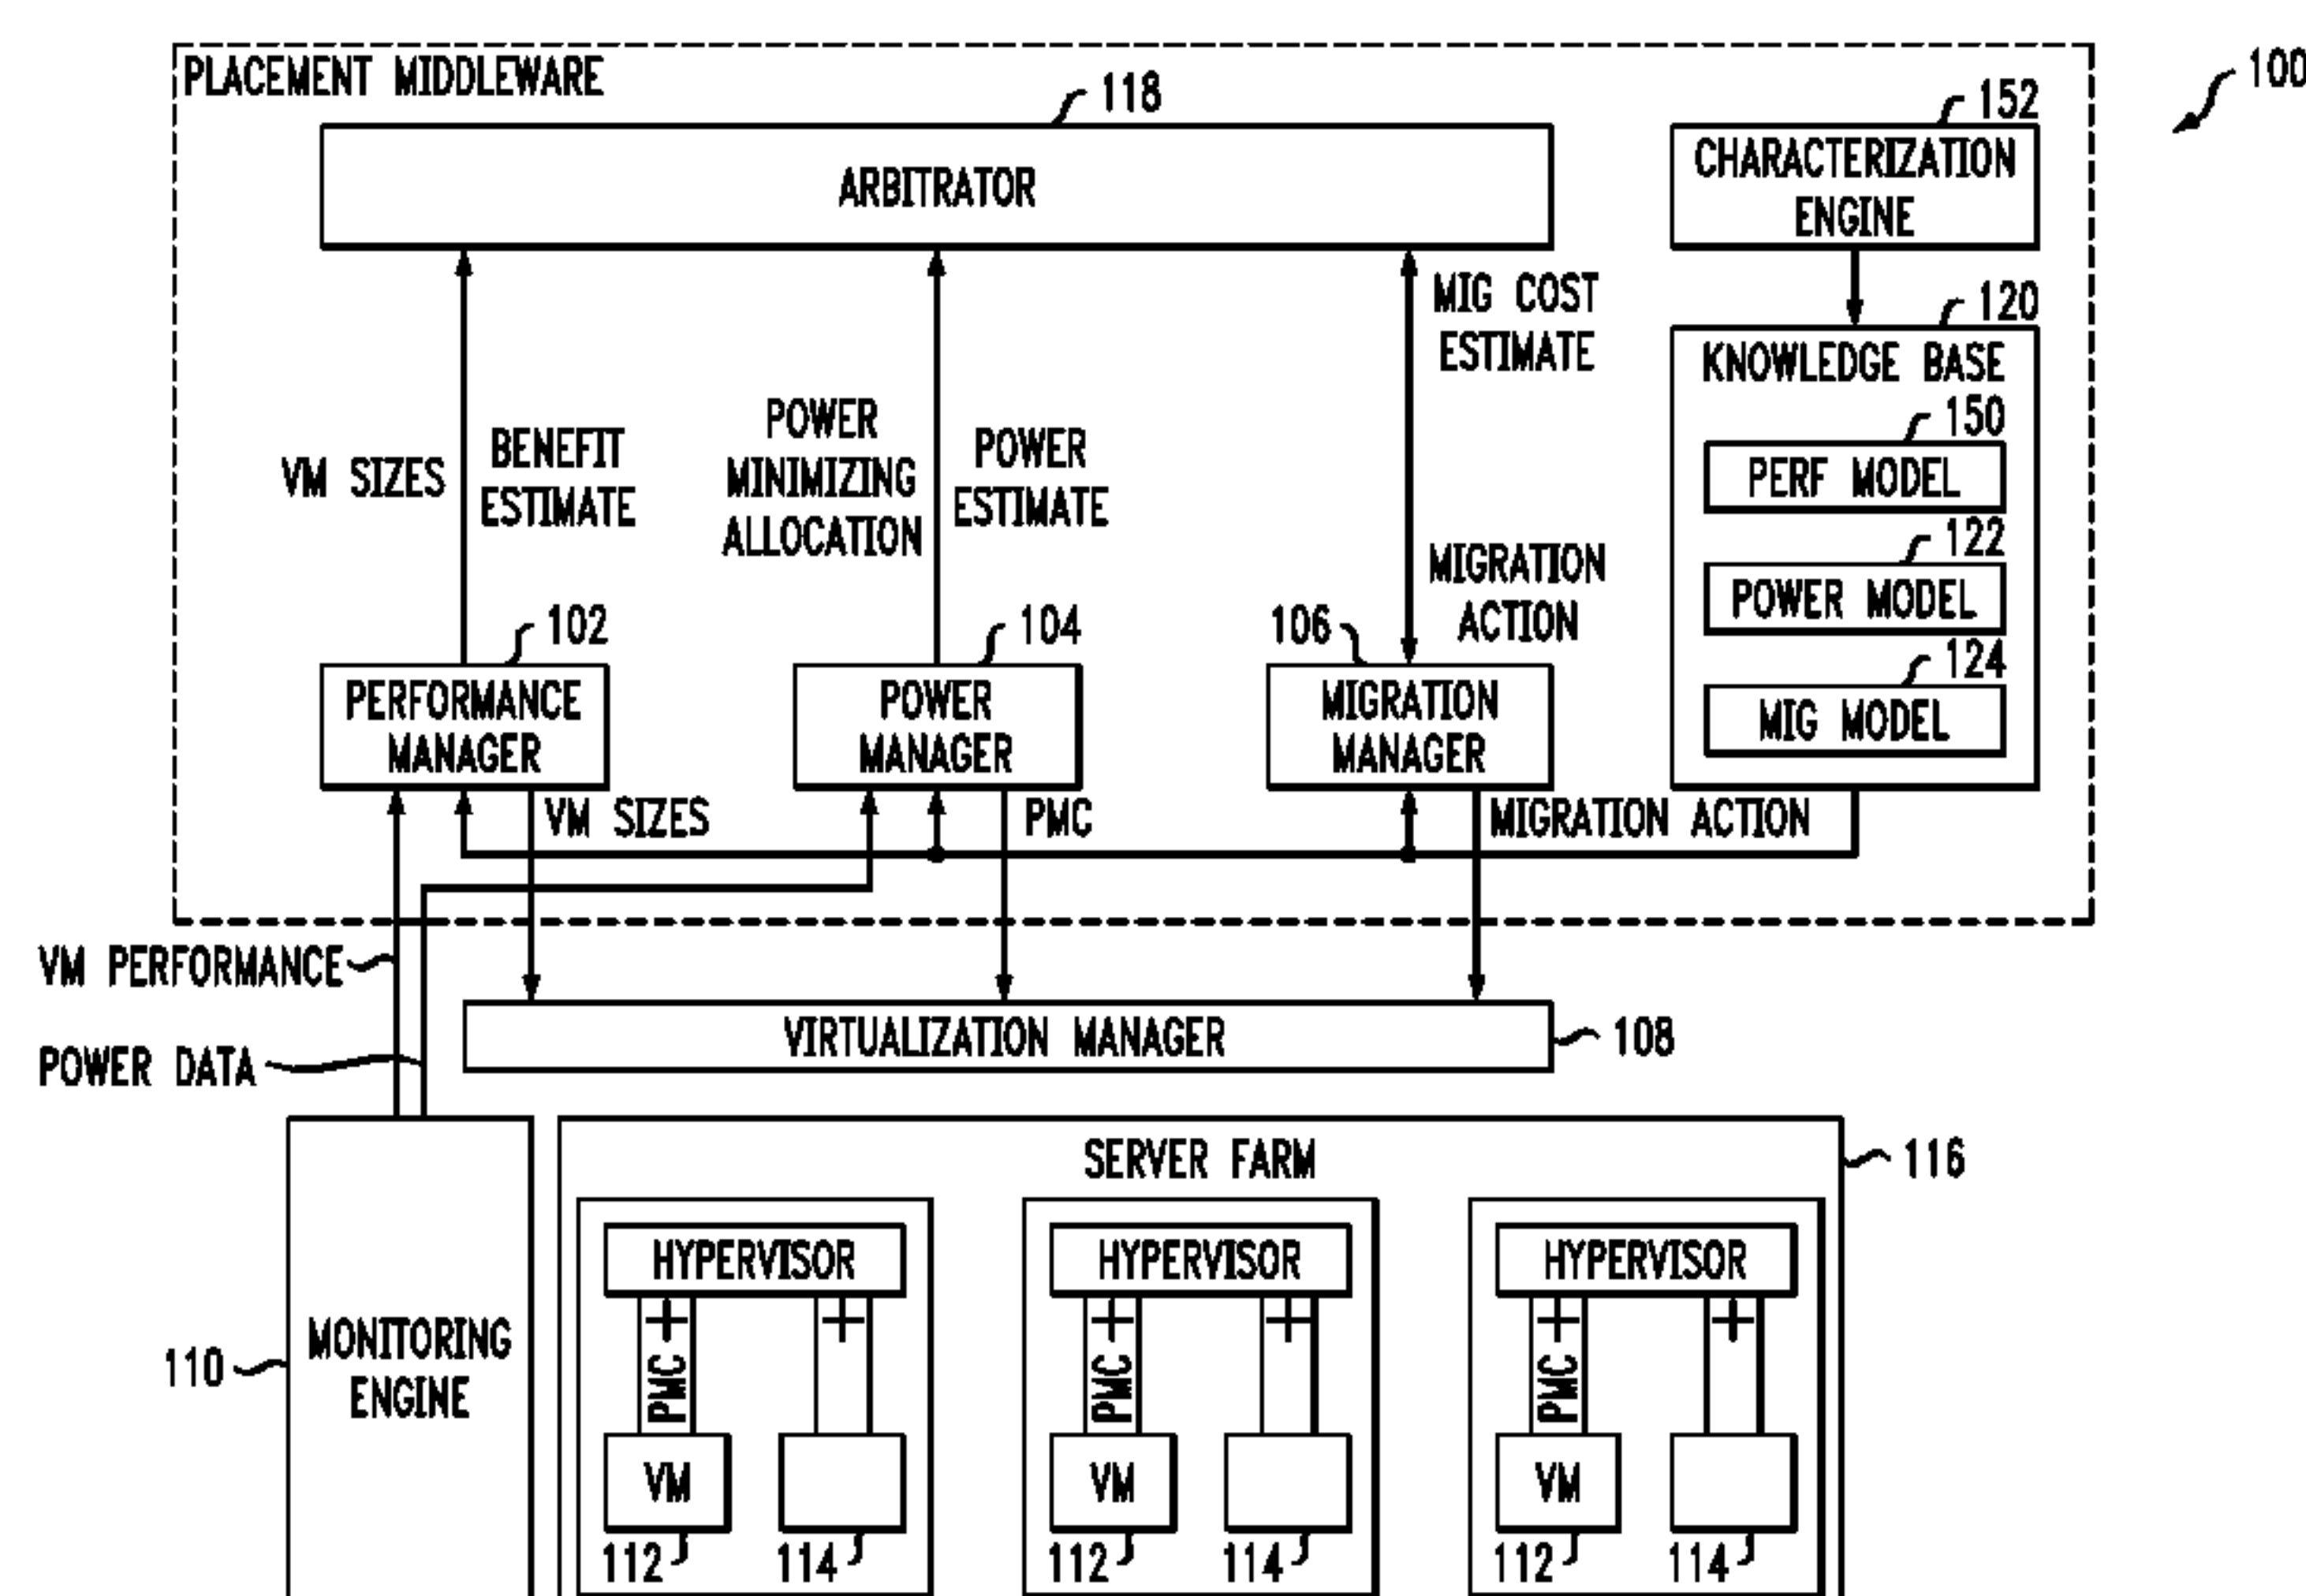 PLACEMENT MIDDLEWARE
100
118
152
ARBITRATOR
CHARACTERIZATION
ENGINE
MIG COST
ESTIMATE
120
KNOWLEDGE BASE
150
PERF MODEL
122
POWER MODEL
124
MIG MODEL
VM SIZES
BENEFIT
ESTIMATE
POWER
MINIMIZING
ALLOCATION
POWER
ESTIMATE
MIGRATION
ACTION
102
104
106
PERFORMANCE
MANAGER
POWER
MANAGER
MIGRATION
MANAGER
VM SIZES
PMC
MIGRATION ACTION
VM PERFORMANCE
POWER DATA
VIRTUALIZATION MANAGER
108
SERVER FARM
116
MONITORING
ENGINE
110
HYPERVISOR
HYPERVISOR
HYPERVISOR
PMC
PMC
PMC
VM
VM
VM
112
114
112
114
112
114